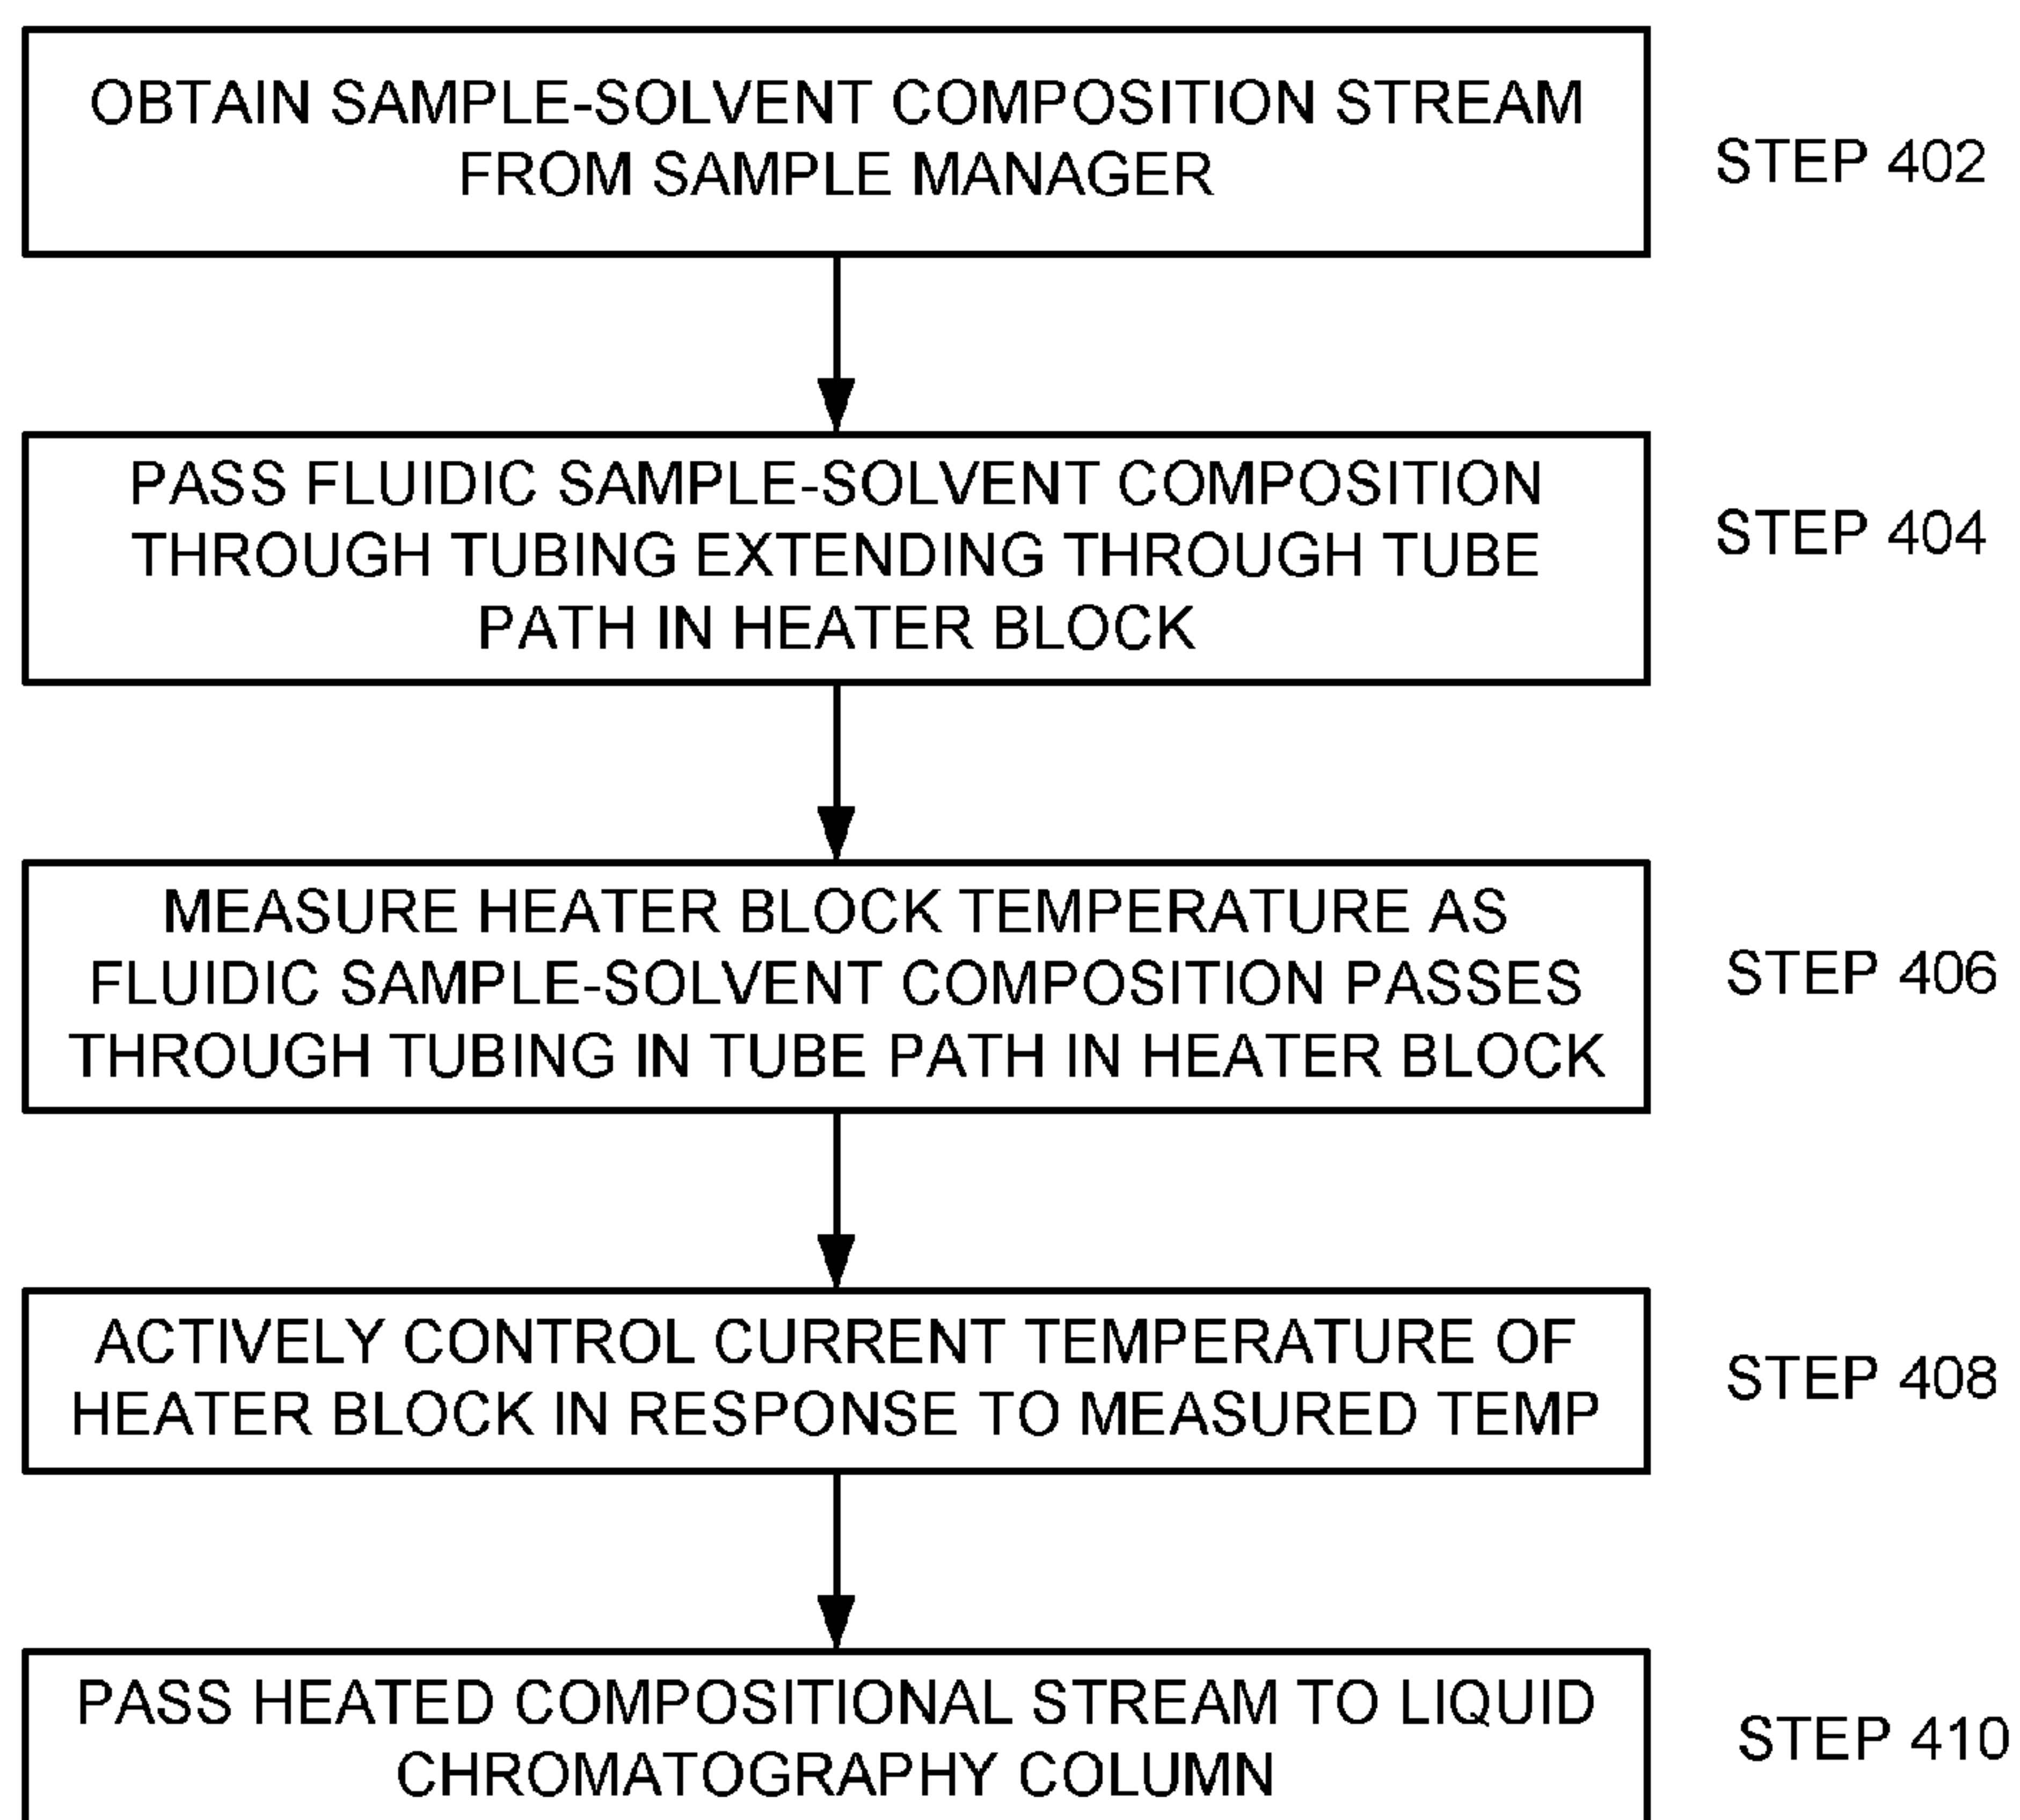 OBTAIN SAMPLE-SOLVENT COMPOSITION STREAM
FROM SAMPLE MANAGER
STEP 402
PASS FLUIDIC SAMPLE-SOLVENT COMPOSITION
THROUGH TUBING EXTENDING THROUGH TUBE
PATH IN HEATER BLOCK
STEP 404
MEASURE HEATER BLOCK TEMPERATURE AS
FLUIDIC SAMPLE-SOLVENT COMPOSITION PASSES
THROUGH TUBING IN TUBE PATH IN HEATER BLOCK
STEP 406
ACTIVELY CONTROL CURRENT TEMPERATURE OF
HEATER BLOCK IN RESPONSE TO MEASURED TEMP
STEP 408
PASS HEATED COMPOSITIONAL STREAM TO LIQUID
CHROMATOGRAPHY COLUMN
STEP 410